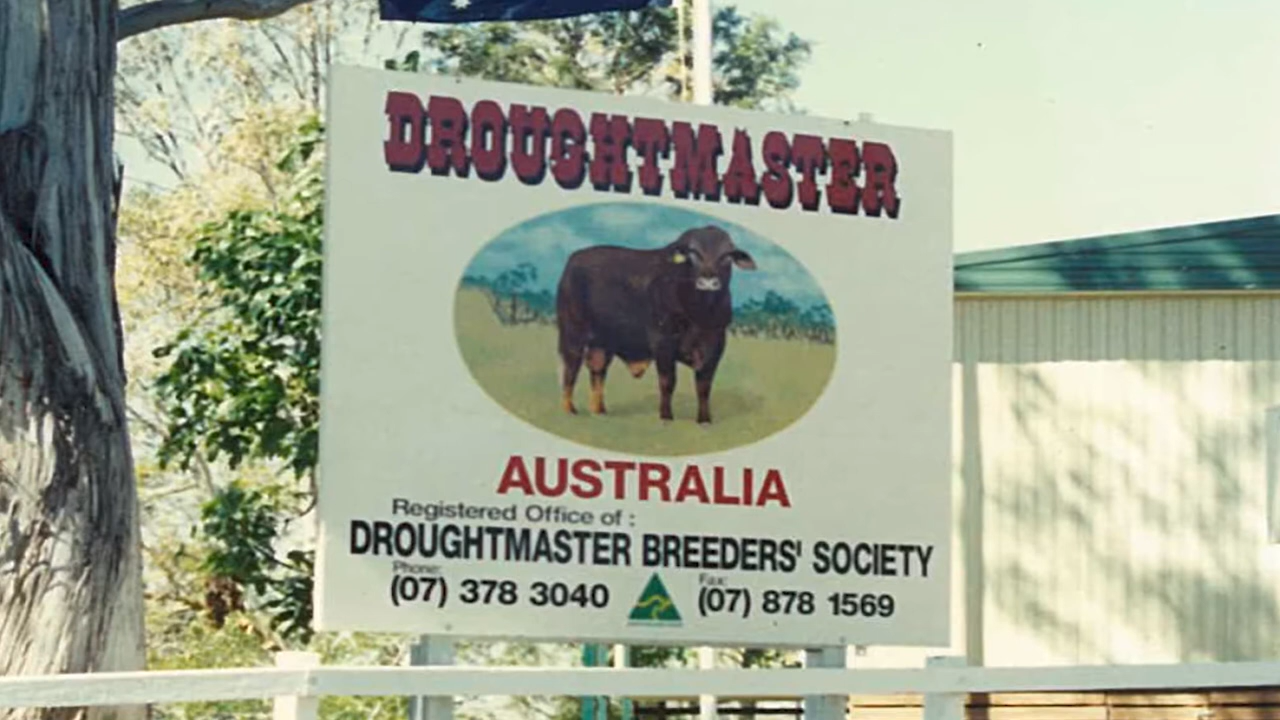 DROUGHTMASTER
AUSTRALIA
Registered Office of :
DROUGHTMASTER BREEDERS' SOCIETY
Phone:
(07) 378 3040
Fax:
(07) 878 1569